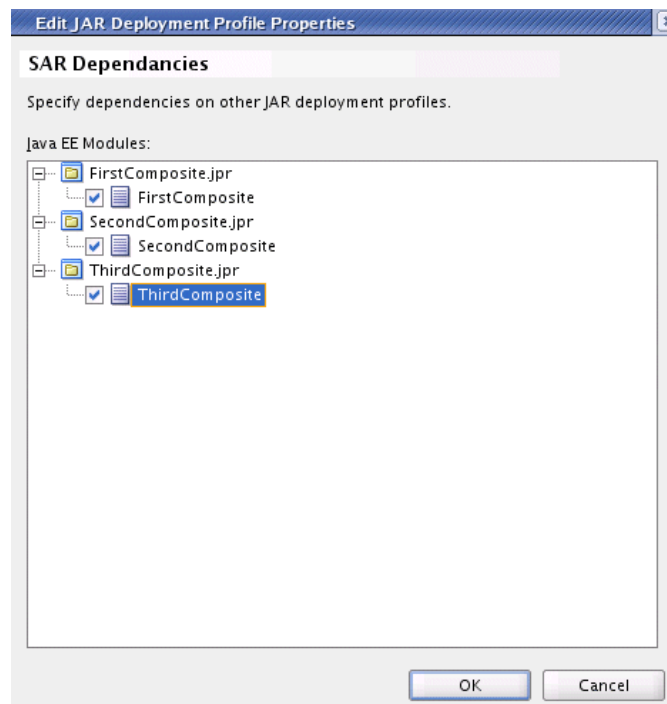 Edit JAR Deployment Profile Properties
SAR Dependancies
Specify dependencies on other JAR deployment profiles.
Java EE Modules:
FirstComposite.jpr
FirstComposite
SecondComposite.jpr
SecondComposite
ThirdComposite.jpr
ThirdComposite
OK Cancel